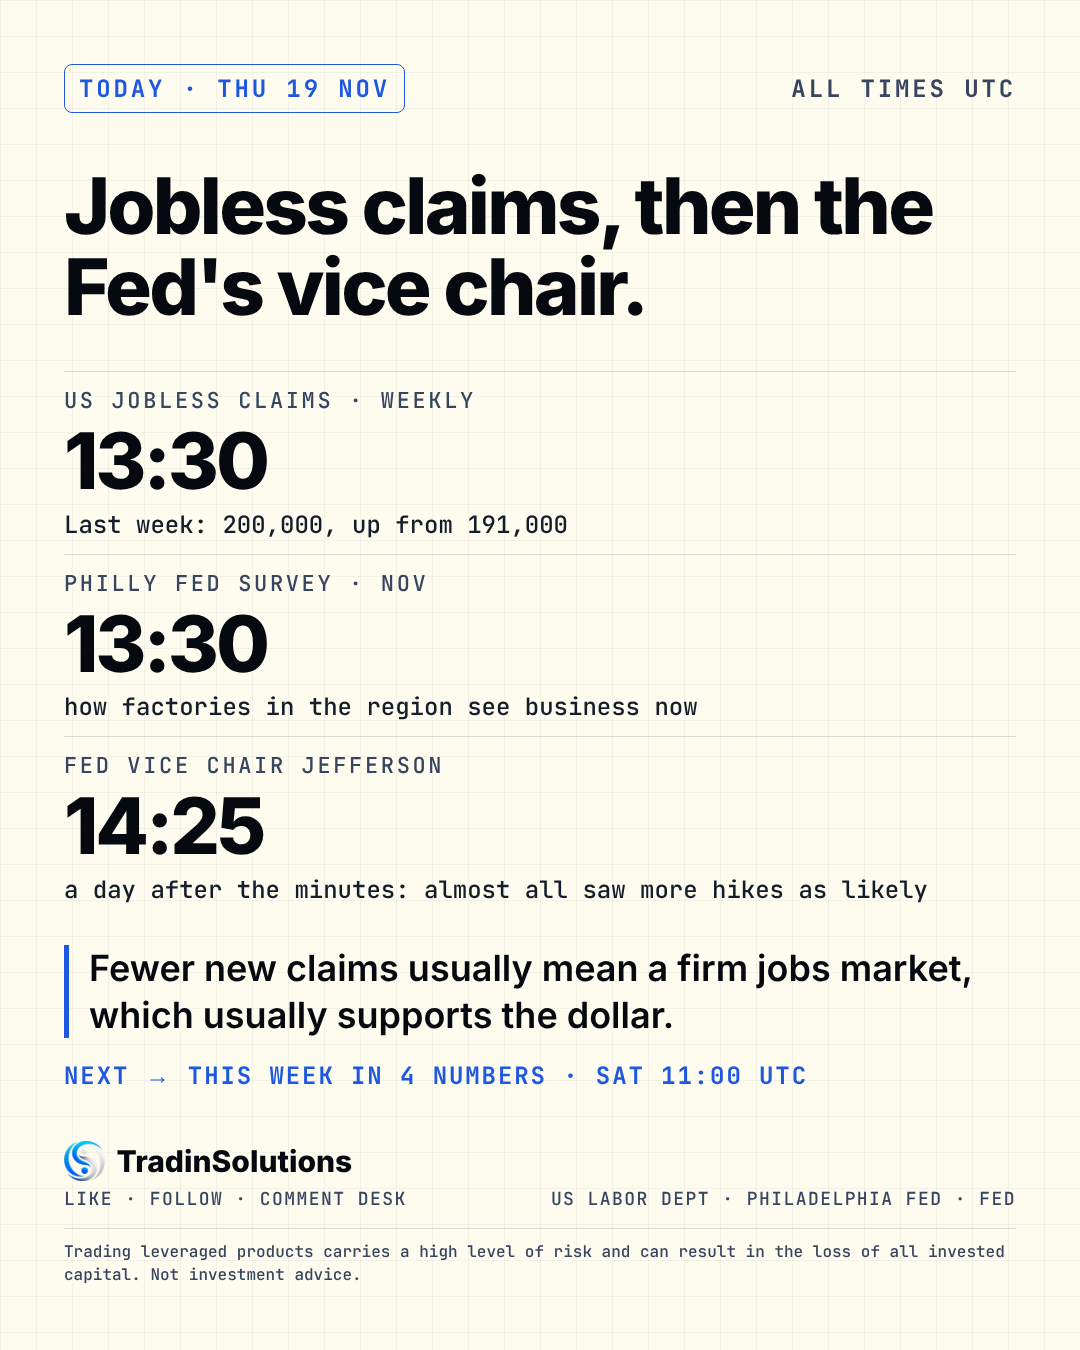 TODAY · THU 19 NOV
ALL TIMES UTC
Jobless claims, then the
Fed's vice chair.
US JOBLESS CLAIMS · WEEKLY
13:30
Last week: 200,000, up from 191,000
PHILLY FED SURVEY · NOV
13:30
how factories in the region see business now
FED VICE CHAIR JEFFERSON
14:25
a day after the minutes: almost all saw more hikes as likely
Fewer new claims usually mean a firm jobs market,
which usually supports the dollar.
NEXT → THIS WEEK IN 4 NUMBERS · SAT 11:00 UTC
TradinSolutions
LIKE · FOLLOW · COMMENT DESK
US LABOR DEPT · PHILADELPHIA FED · FED
Trading leveraged products carries a high level of risk and can result in the loss of all invested
capital. Not investment advice.